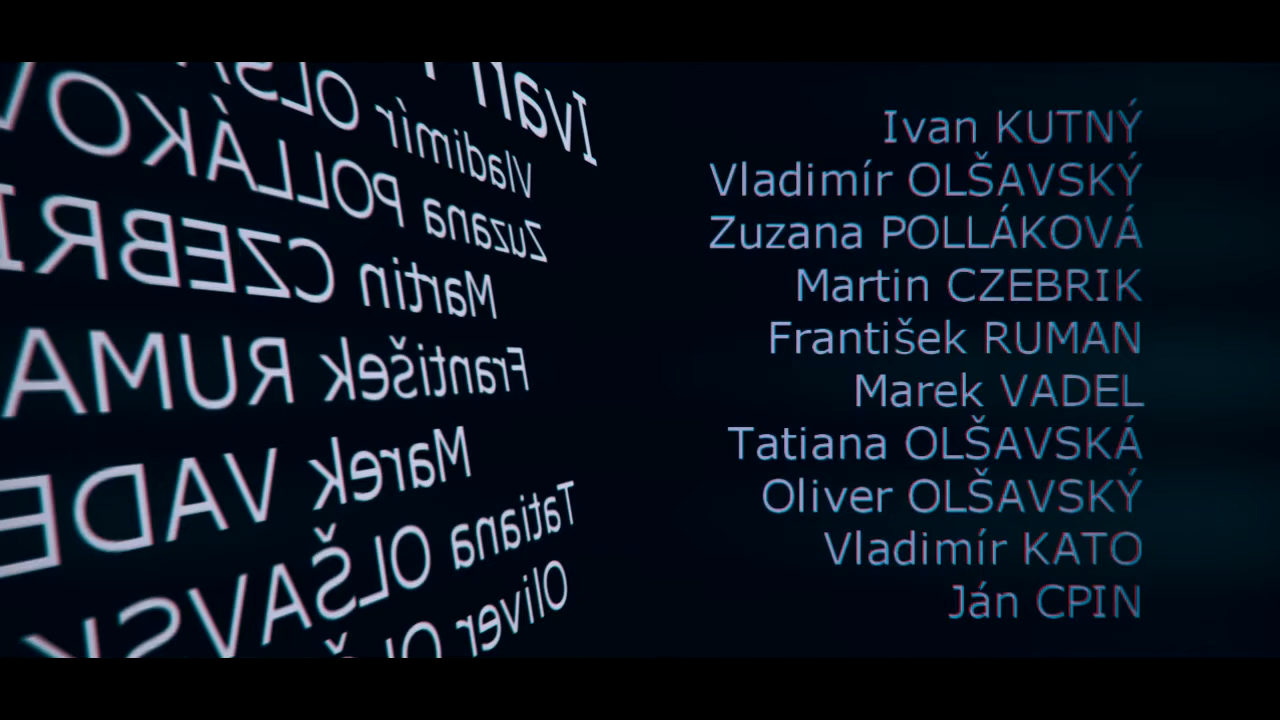 Ivan KUTNÝ
Vladimír OLŠAVSKÝ
Zuzana POLLÁKOVÁ
Martin CZEBRIK
František RUMAN
Marek VADEL
Tatiana OLŠAVSKÁ
Oliver OLŠAVSKÝ
Vladimír KATO
Ján CPIN